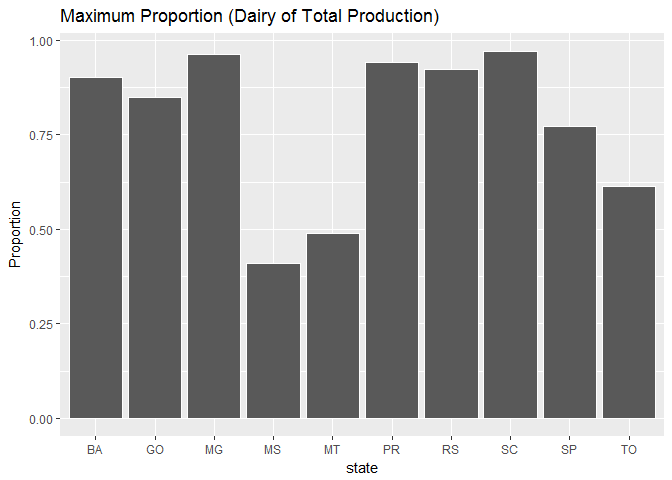 Maximum Proportion (Dairy of Total Production)
1.00
0.75
0.50
0.25
0.00
Proportion
BA GO MG MS MT PR RS SC SP TO
state